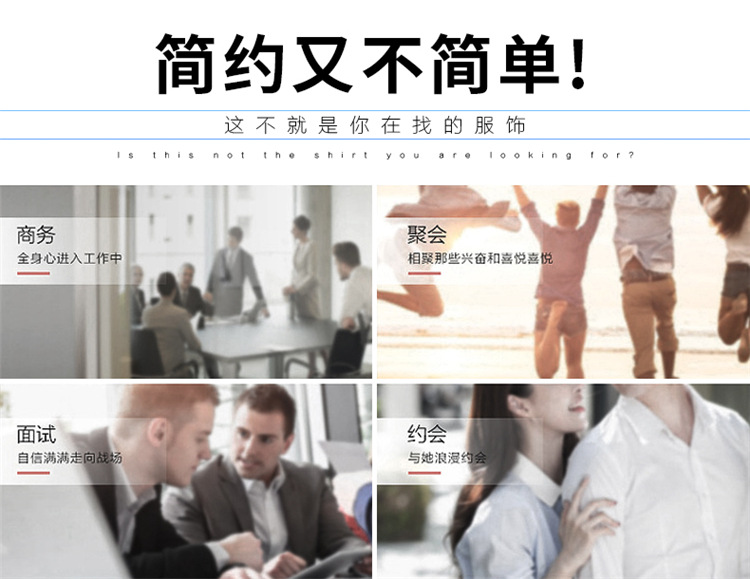 简约又不简单!
这不就是你在找的服饰
Is this not the shirt you are looking for?
商务
全身心进入工作中
聚会
相聚那些兴奋和喜悦喜悦
面试
自信满满走向战场
约会
与她浪漫约会